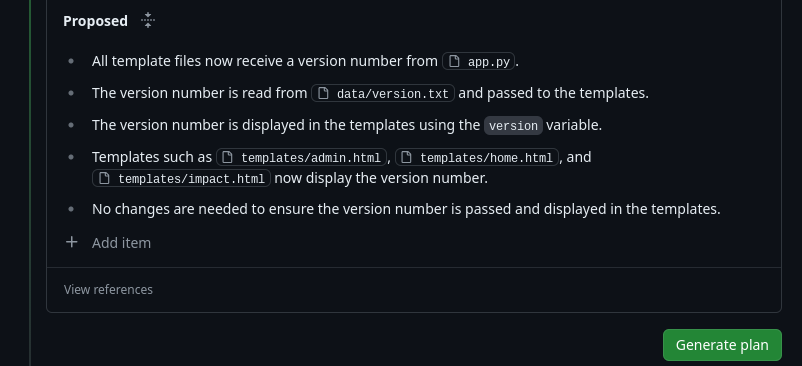 Proposed
All template files now receive a version number from app.py.
The version number is read from data/version.txt and passed to the templates.
The version number is displayed in the templates using the version variable.
Templates such as templates/admin.html, templates/home.html, and
templates/impact.html now display the version number.
No changes are needed to ensure the version number is passed and displayed in the templates.
Add item
View references
Generate plan